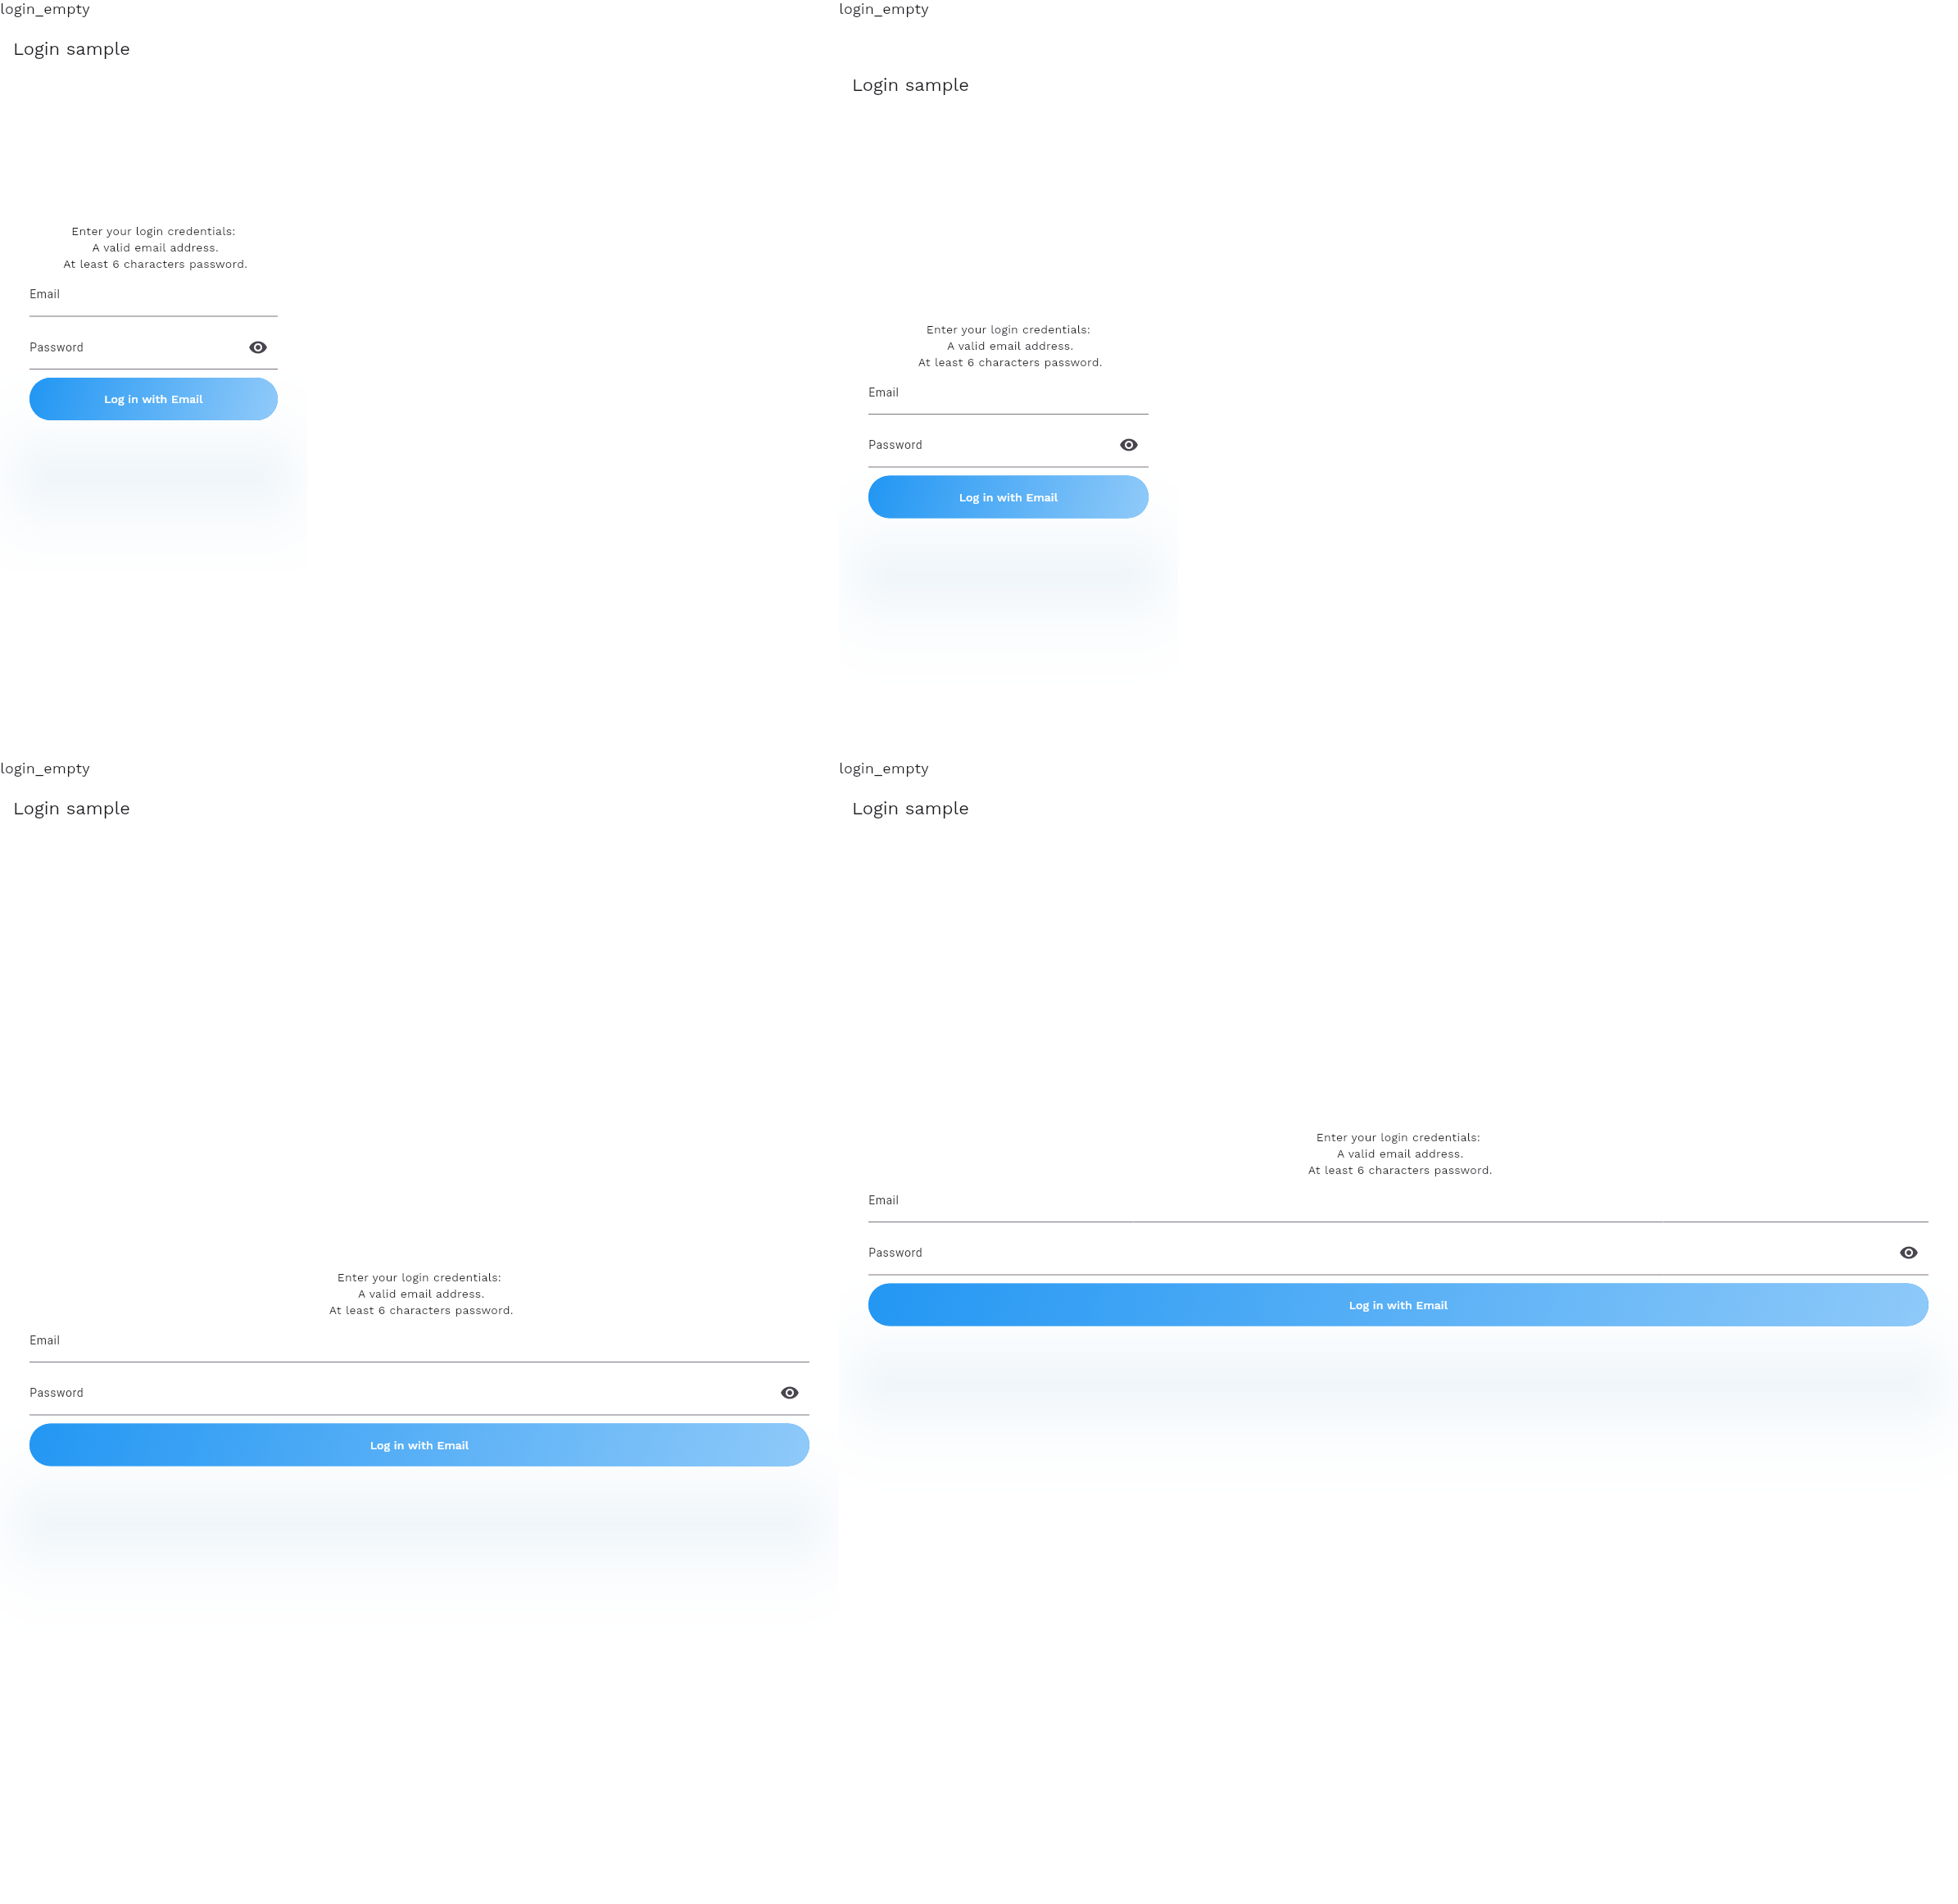 login_empty
Login sample
Enter your login credentials:
A valid email address.
At least 6 characters password.
Email
Password
Log in with Email
login_empty
Login sample
Enter your login credentials:
A valid email address.
At least 6 characters password.
Email
Password
Log in with Email
login_empty
Login sample
Enter your login credentials:
A valid email address.
At least 6 characters password.
Email
Password
Log in with Email
login_empty
Login sample
Enter your login credentials:
A valid email address.
At least 6 characters password.
Email
Password
Log in with Email